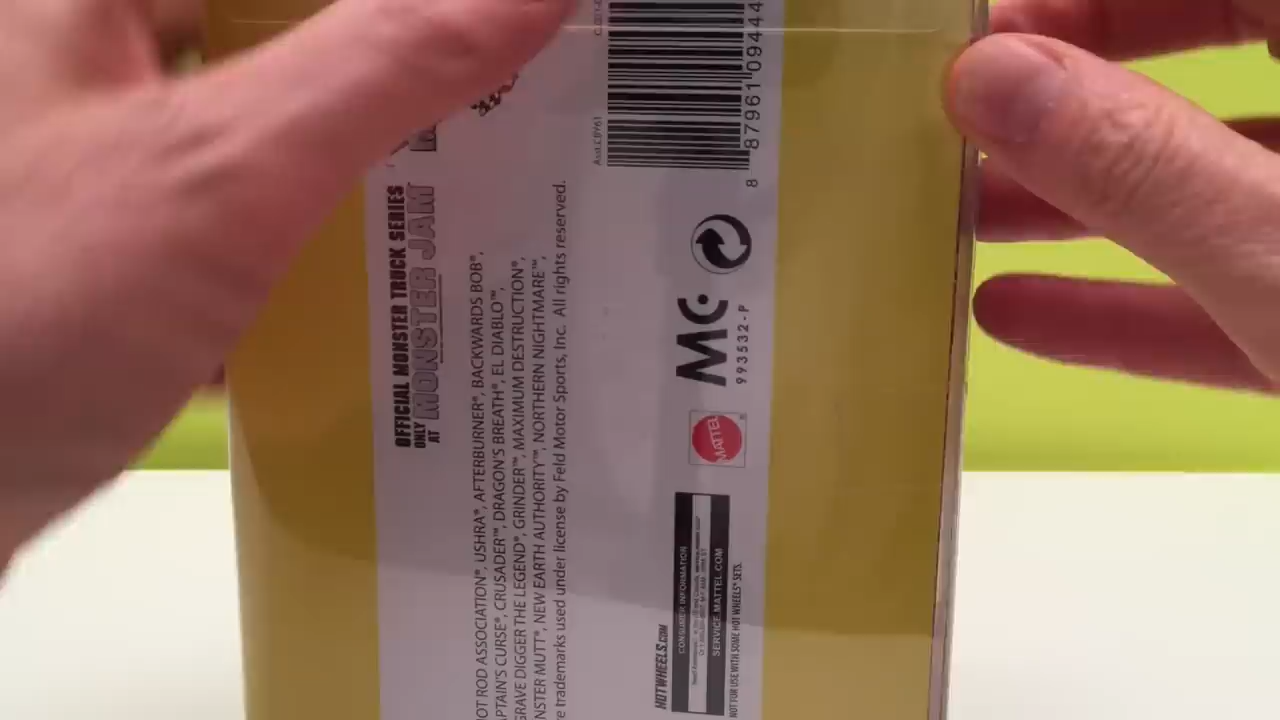 OFFICIAL MONSTER TRUCK SERIES
ONLY AT
MONSTER JAM
OT ROD ASSOCIATION®, USHRA®, AFTERBURNER®, BACKWARDS BOB®,
PTAIN'S CURSE®, CRUSADER™, DRAGON'S BREATH®, EL DIABLO™,
GRAVE DIGGER THE LEGEND®, GRINDER™, MAXIMUM DESTRUCTION®,
NSTER MUTT®, NEW EARTH AUTHORITY™, NORTHERN NIGHTMARE™
e trademarks used under license by Feld Motor Sports, Inc. All rights reserved.
8 87961 09444
MC
993532-P
MATTEL®
HOTWHEELS.COM
CONSUMER INFORMATION
SERVICE.MATTEL.COM
NOT FOR USE WITH SOME HOT WHEELS® SETS.